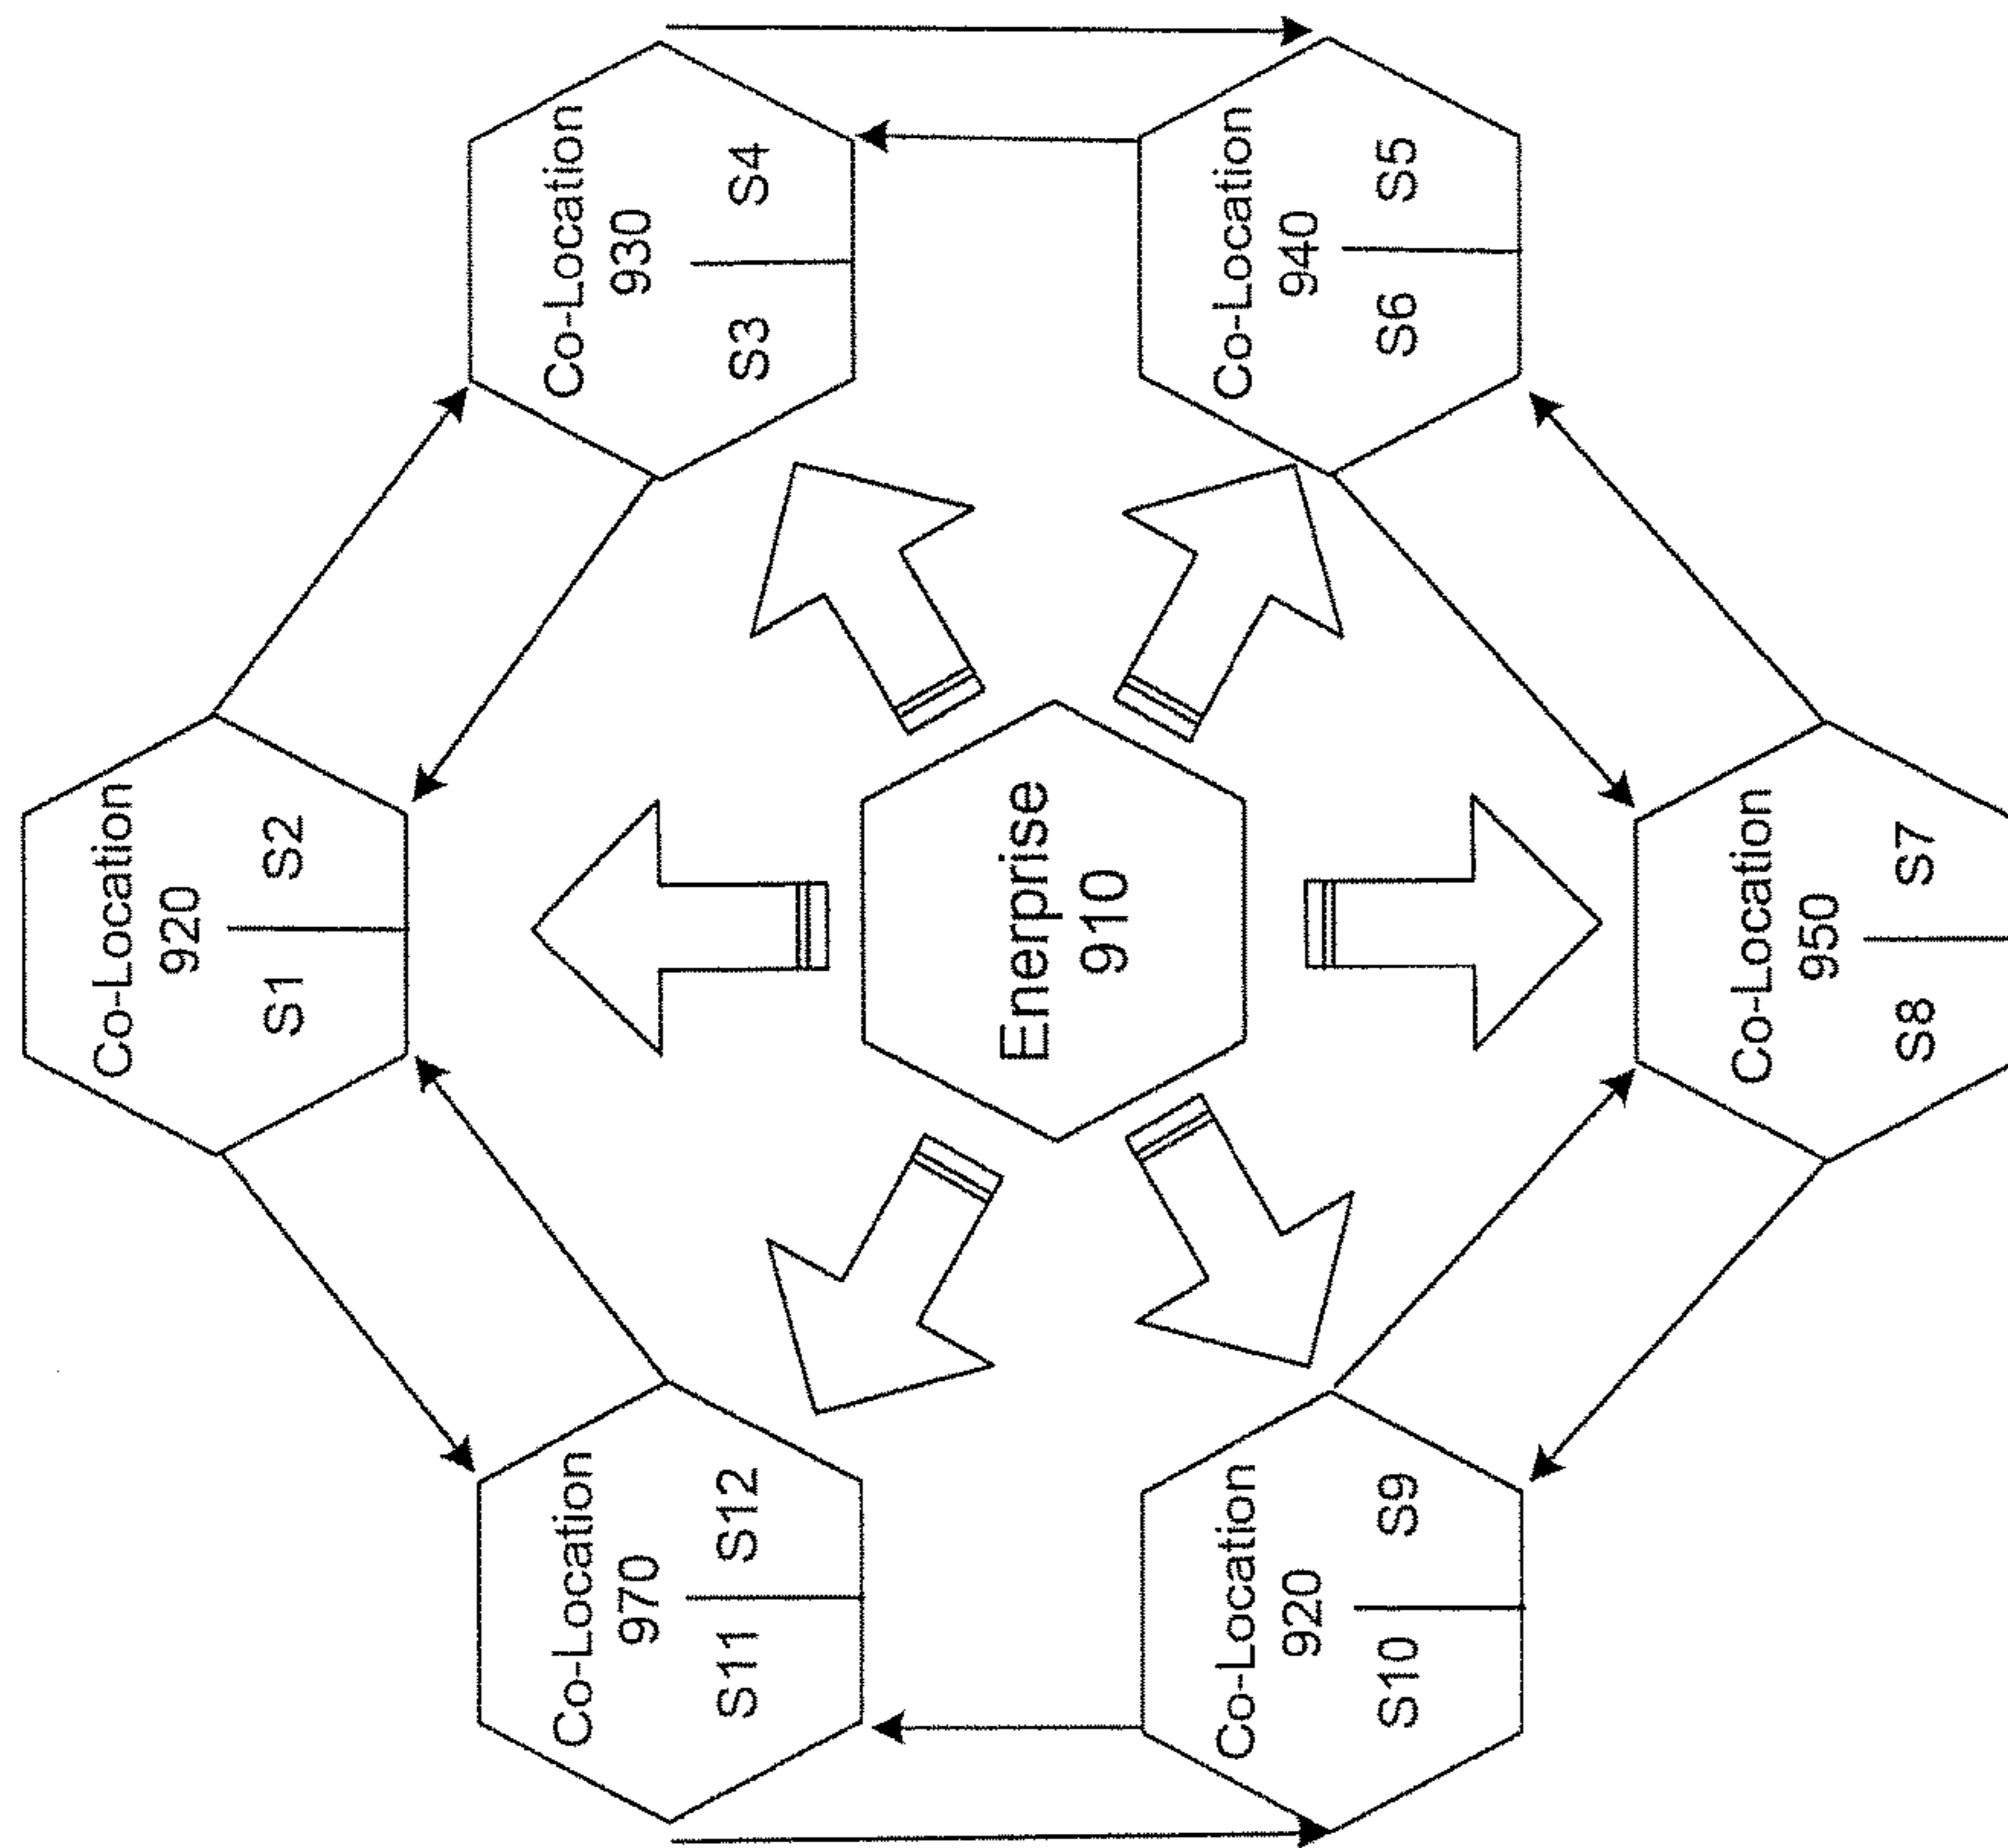 Co-Location
920
S1 S2
Co-Location
970
S11 S12
Co-Location
930
S3 S4
Enerprise
910
Co-Location
920
S10 S9
Co-Location
940
S6 S5
Co-Location
950
S8 S7